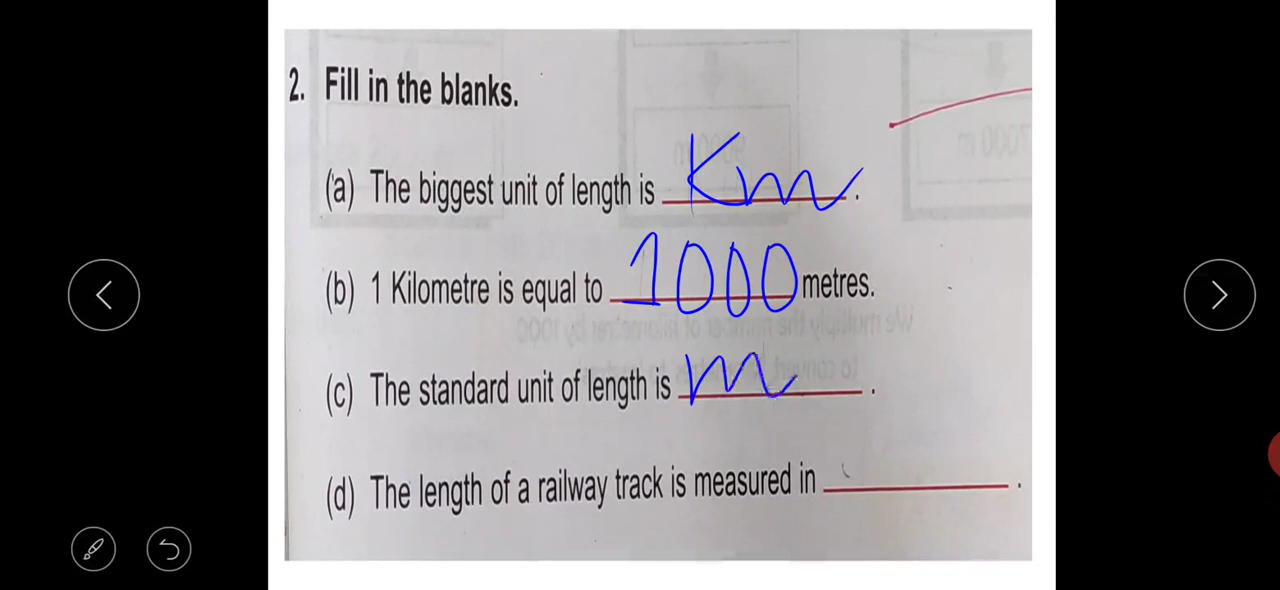 2. Fill in the blanks.
(a) The biggest unit of length is Km.
(b) 1 Kilometre is equal to 1000 metres.
(c) The standard unit of length is m.
(d) The length of a railway track is measured in ________.